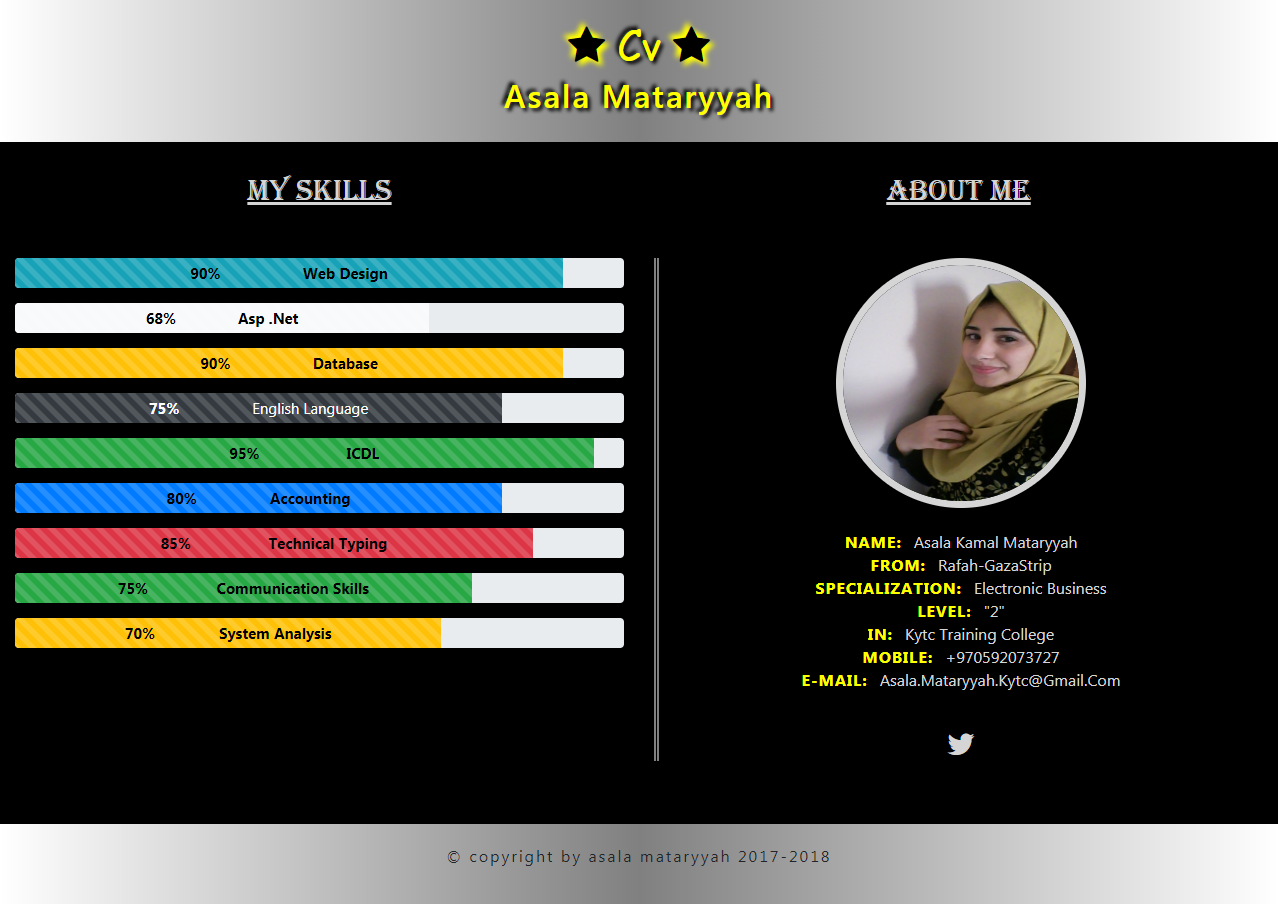 Cv
Asala Mataryyah
MY SKILLS
90% Web Design
68% Asp .Net
90% Database
75% English Language
95% ICDL
80% Accounting
85% Technical Typing
75% Communication Skills
70% System Analysis
ABOUT ME
NAME: Asala Kamal Mataryyah
FROM: Rafah-GazaStrip
SPECIALIZATION: Electronic Business
LEVEL: "2"
IN: Kytc Training College
MOBILE: +970592073727
E-MAIL: Asala.Mataryyah.Kytc@Gmail.Com
© copyright by asala mataryyah 2017-2018